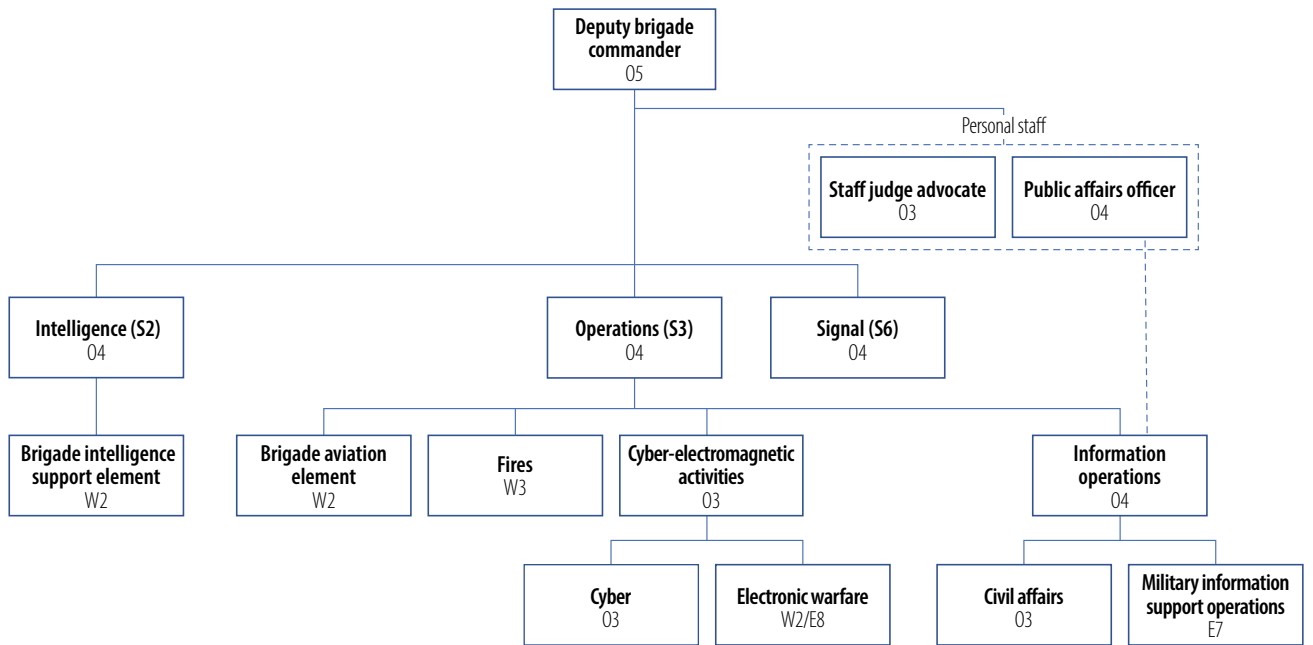 Deputy brigade
commander
O5
Personal staff
Staff judge advocate
O3
Public affairs officer
O4
Intelligence (S2)
O4
Operations (S3)
O4
Signal (S6)
O4
Brigade intelligence
support element
W2
Brigade aviation
element
W2
Fires
W3
Cyber-electromagnetic
activities
O3
Information
operations
O4
Cyber
O3
Electronic warfare
W2/E8
Civil affairs
O3
Military information
support operations
E7